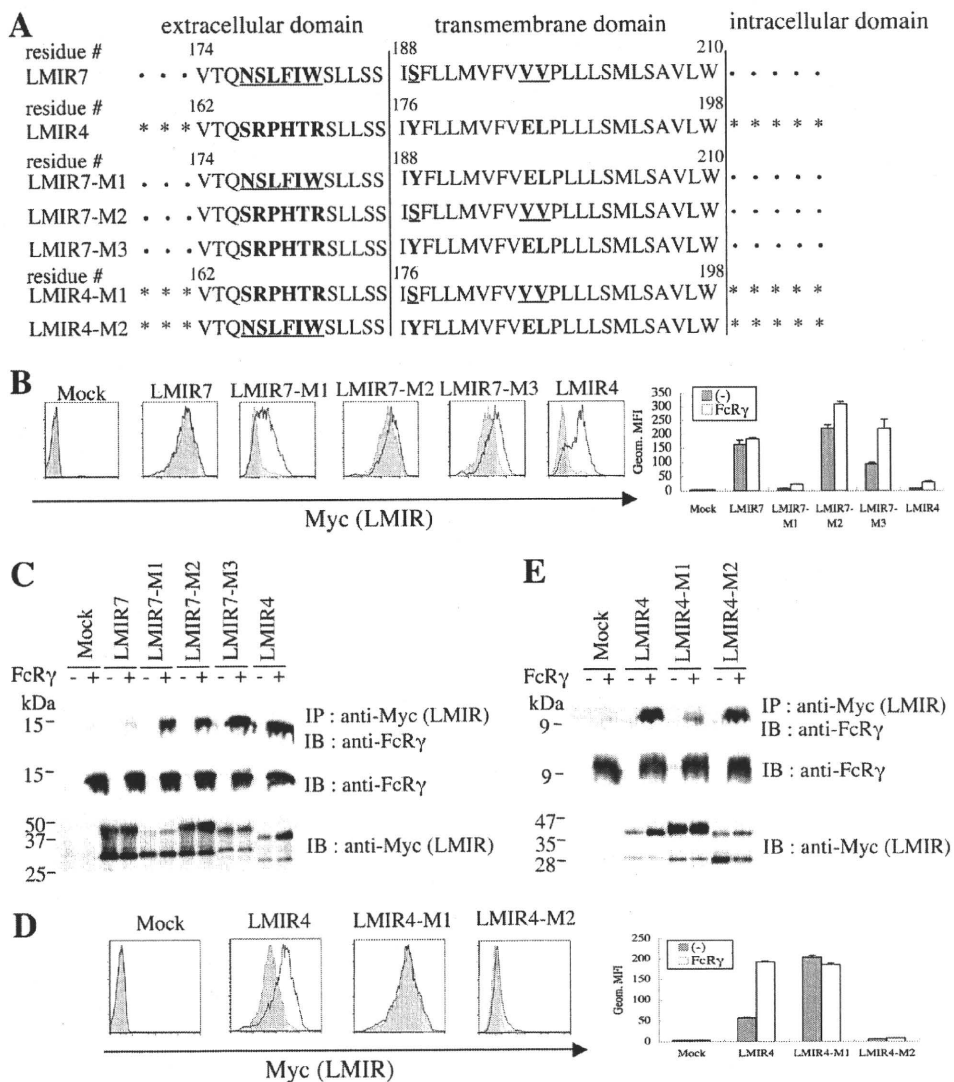 A
extracellular domain transmembrane domain intracellular domain
residue # 174 188 210
LMIR7 · · · VTQNSLFIWSLLSS ISFLLMVFVVVPLLLSMLSAVLW · · · · ·
residue # 162 176 198
LMIR4 * * * VTQSRPHTRSLLSS IYFLLMVFVELPLLLSMLSAVLW * * * * *
residue # 174 188 210
LMIR7-M1 · · · VTQNSLFIWSLLSS IYFLLMVFVELPLLLSMLSAVLW · · · · ·
LMIR7-M2 · · · VTQSRPHTRSLLSS ISFLLMVFVVVPLLLSMLSAVLW · · · · ·
LMIR7-M3 · · · VTQSRPHTRSLLSS IYFLLMVFVELPLLLSMLSAVLW · · · · ·
residue # 162 176 198
LMIR4-M1 * * * VTQSRPHTRSLLSS ISFLLMVFVVVPLLLSMLSAVLW * * * * *
LMIR4-M2 * * * VTQNSLFIWSLLSS IYFLLMVFVELPLLLSMLSAVLW * * * * *
B
Mock LMIR7 LMIR7-M1 LMIR7-M2 LMIR7-M3 LMIR4
Myc (LMIR)
Geom. MFI
350
300
250
200
150
100
50
0
(-)
FcRγ
Mock LMIR7 LMIR7-M1 LMIR7-M2 LMIR7-M3 LMIR4
C
Mock LMIR7 LMIR7-M1 LMIR7-M2 LMIR7-M3 LMIR4
FcRγ - + - + - + - + - + - +
kDa
15
IP : anti-Myc (LMIR)
IB : anti-FcRγ
15
IB : anti-FcRγ
50
37
25
IB : anti-Myc (LMIR)
E
Mock LMIR4 LMIR4-M1 LMIR4-M2
FcRγ - + - + - + - +
kDa
9
IP : anti-Myc (LMIR)
IB : anti-FcRγ
9
IB : anti-FcRγ
47
35
28
IB : anti-Myc (LMIR)
D
Mock LMIR4 LMIR4-M1 LMIR4-M2
Myc (LMIR)
Geom. MFI
250
200
150
100
50
0
(-)
FcRγ
Mock LMIR4 LMIR4-M1 LMIR4-M2